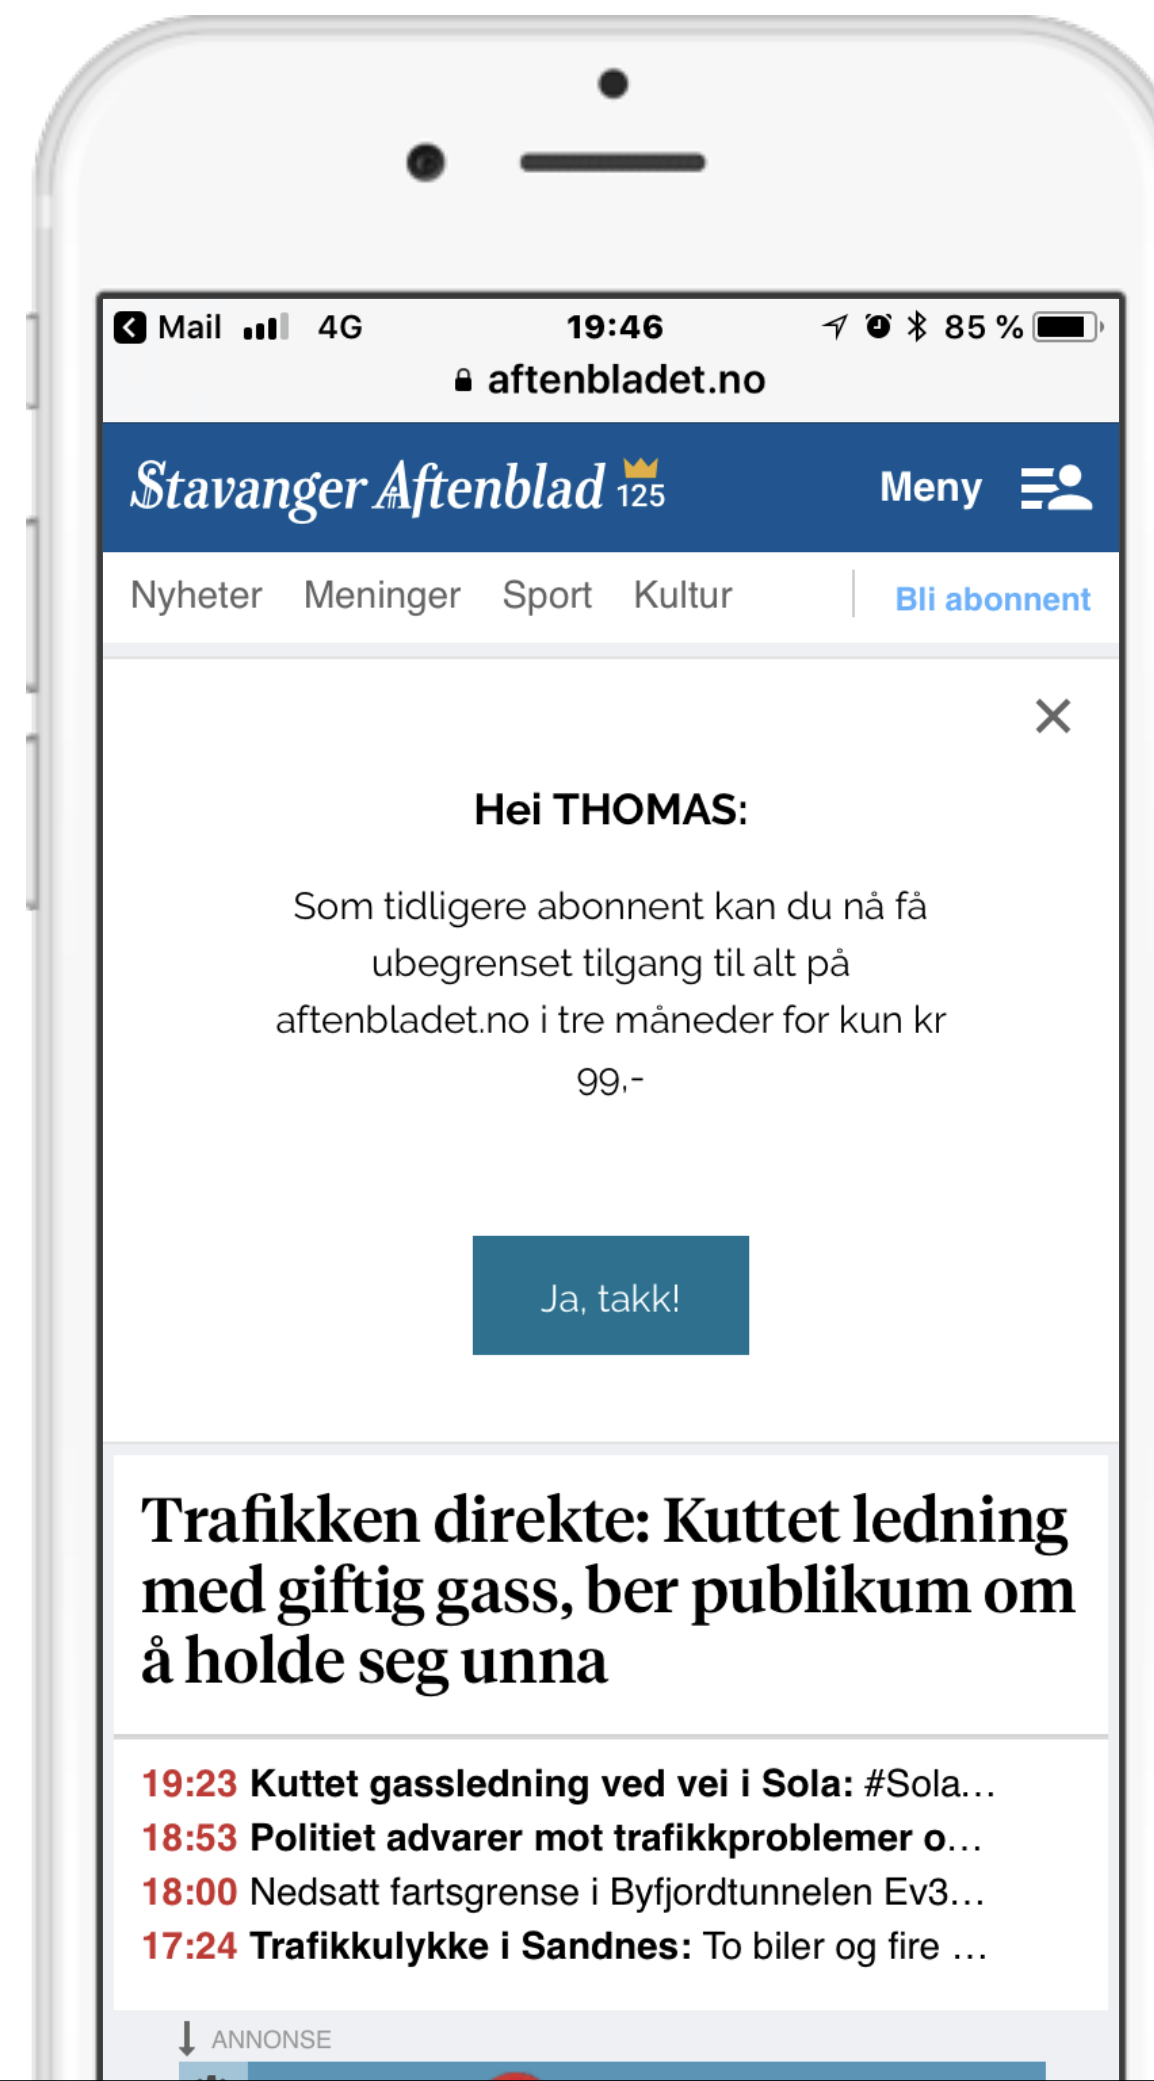 Mail 4G 19:46 85 %
aftenbladet.no
Stavanger Aftenblad 125 Meny
Nyheter Meninger Sport Kultur Bli abonnent
Hei THOMAS:
Som tidligere abonnent kan du nå få
ubegrenset tilgang til alt på
aftenbladet.no i tre måneder for kun kr
99,-
Ja, takk!
Trafikken direkte: Kuttet ledning
med giftig gass, ber publikum om
å holde seg unna
19:23 Kuttet gassledning ved vei i Sola: #Sola…
18:53 Politiet advarer mot trafikkproblemer o…
18:00 Nedsatt fartsgrense i Byfjordtunnelen Ev3…
17:24 Trafikkulykke i Sandnes: To biler og fire …
ANNONSE